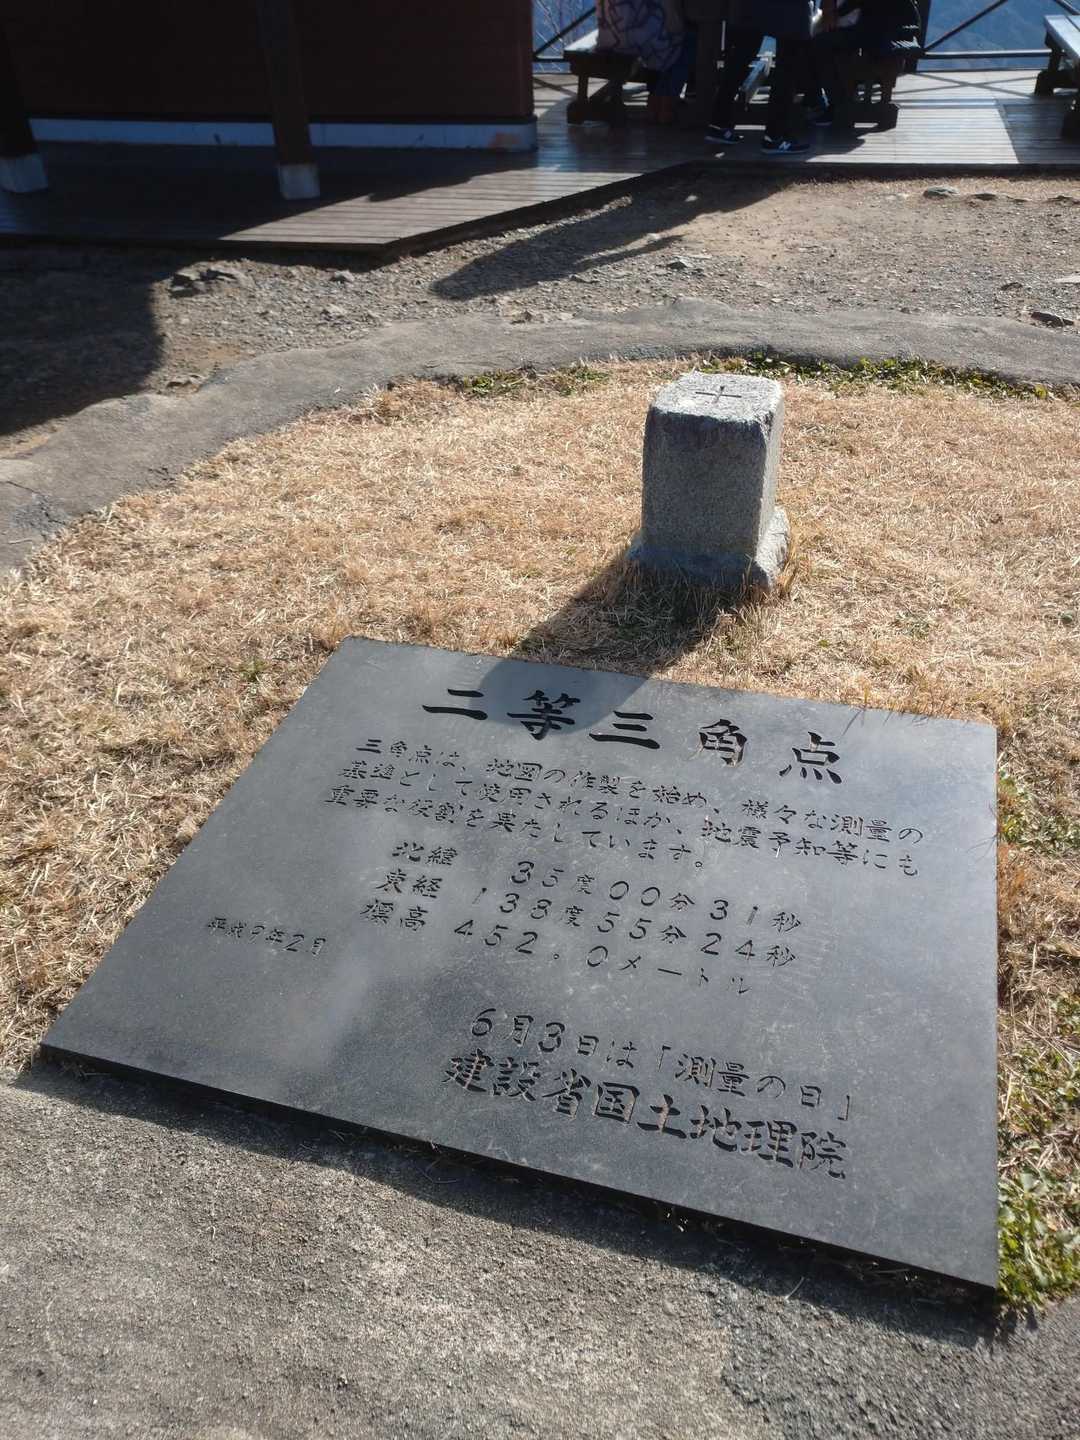 二等三角点
三角点は、地図の作製を始め、様々な測量の
基準として使用されるほか、地震予知等にも
重要な役割を果たしています。
北緯 35度00分31秒
東経 138度55分24秒
標高 452.0メートル
平成9年2月
6月3日は「測量の日」
建設省国土地理院